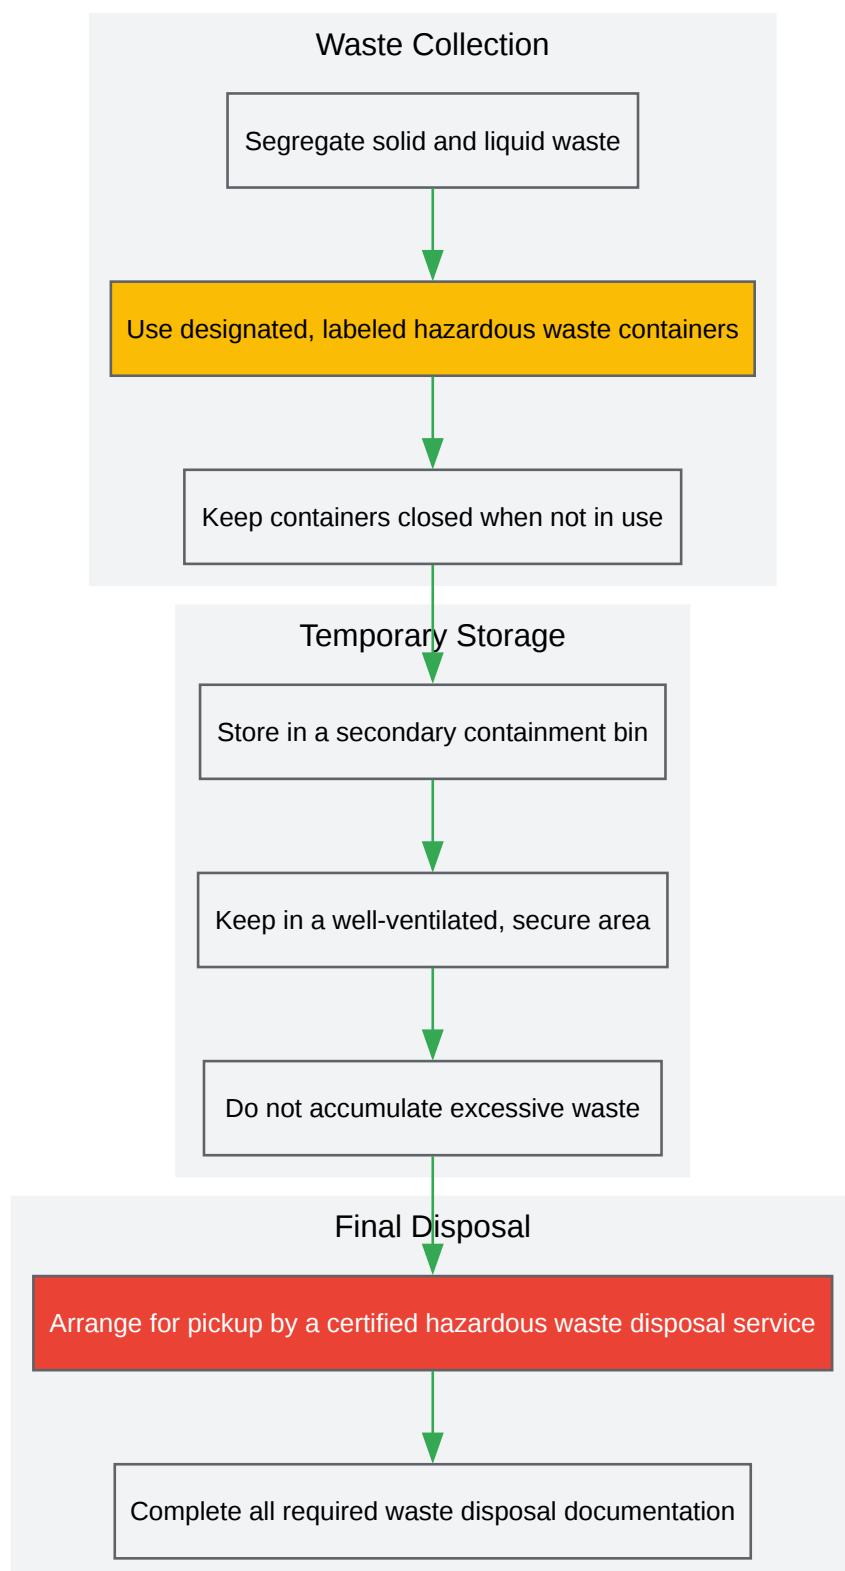 Waste Collection
Segregate solid and liquid waste
Use designated, labeled hazardous waste containers
Keep containers closed when not in use
Temporary Storage
Store in a secondary containment bin
Keep in a well-ventilated, secure area
Do not accumulate excessive waste
Final Disposal
Arrange for pickup by a certified hazardous waste disposal service
Complete all required waste disposal documentation